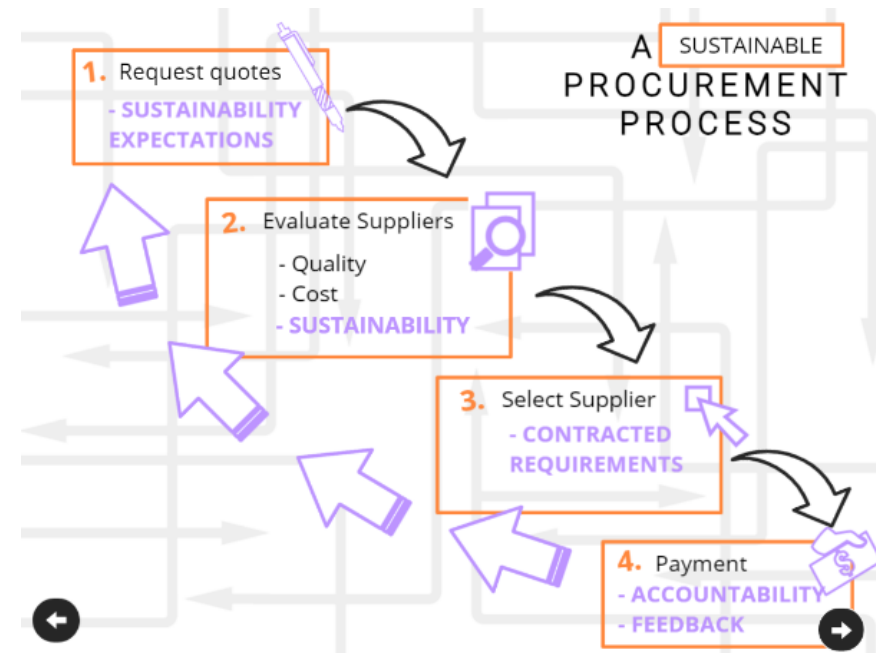 A SUSTAINABLE
PROCUREMENT
PROCESS
1. Request quotes
- SUSTAINABILITY
EXPECTATIONS
2. Evaluate Suppliers
- Quality
- Cost
- SUSTAINABILITY
3. Select Supplier
- CONTRACTED
REQUIREMENTS
4. Payment
- ACCOUNTABILITY
- FEEDBACK
$